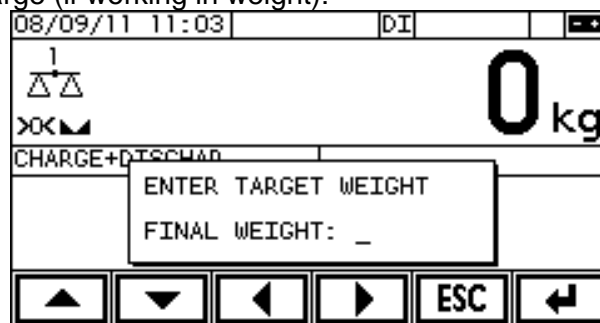 (if working in weight).
08/09/11 11:03 DI
1
0 kg
CHARGE+DISCHAR
ENTER TARGET WEIGHT
FINAL WEIGHT: _
ESC